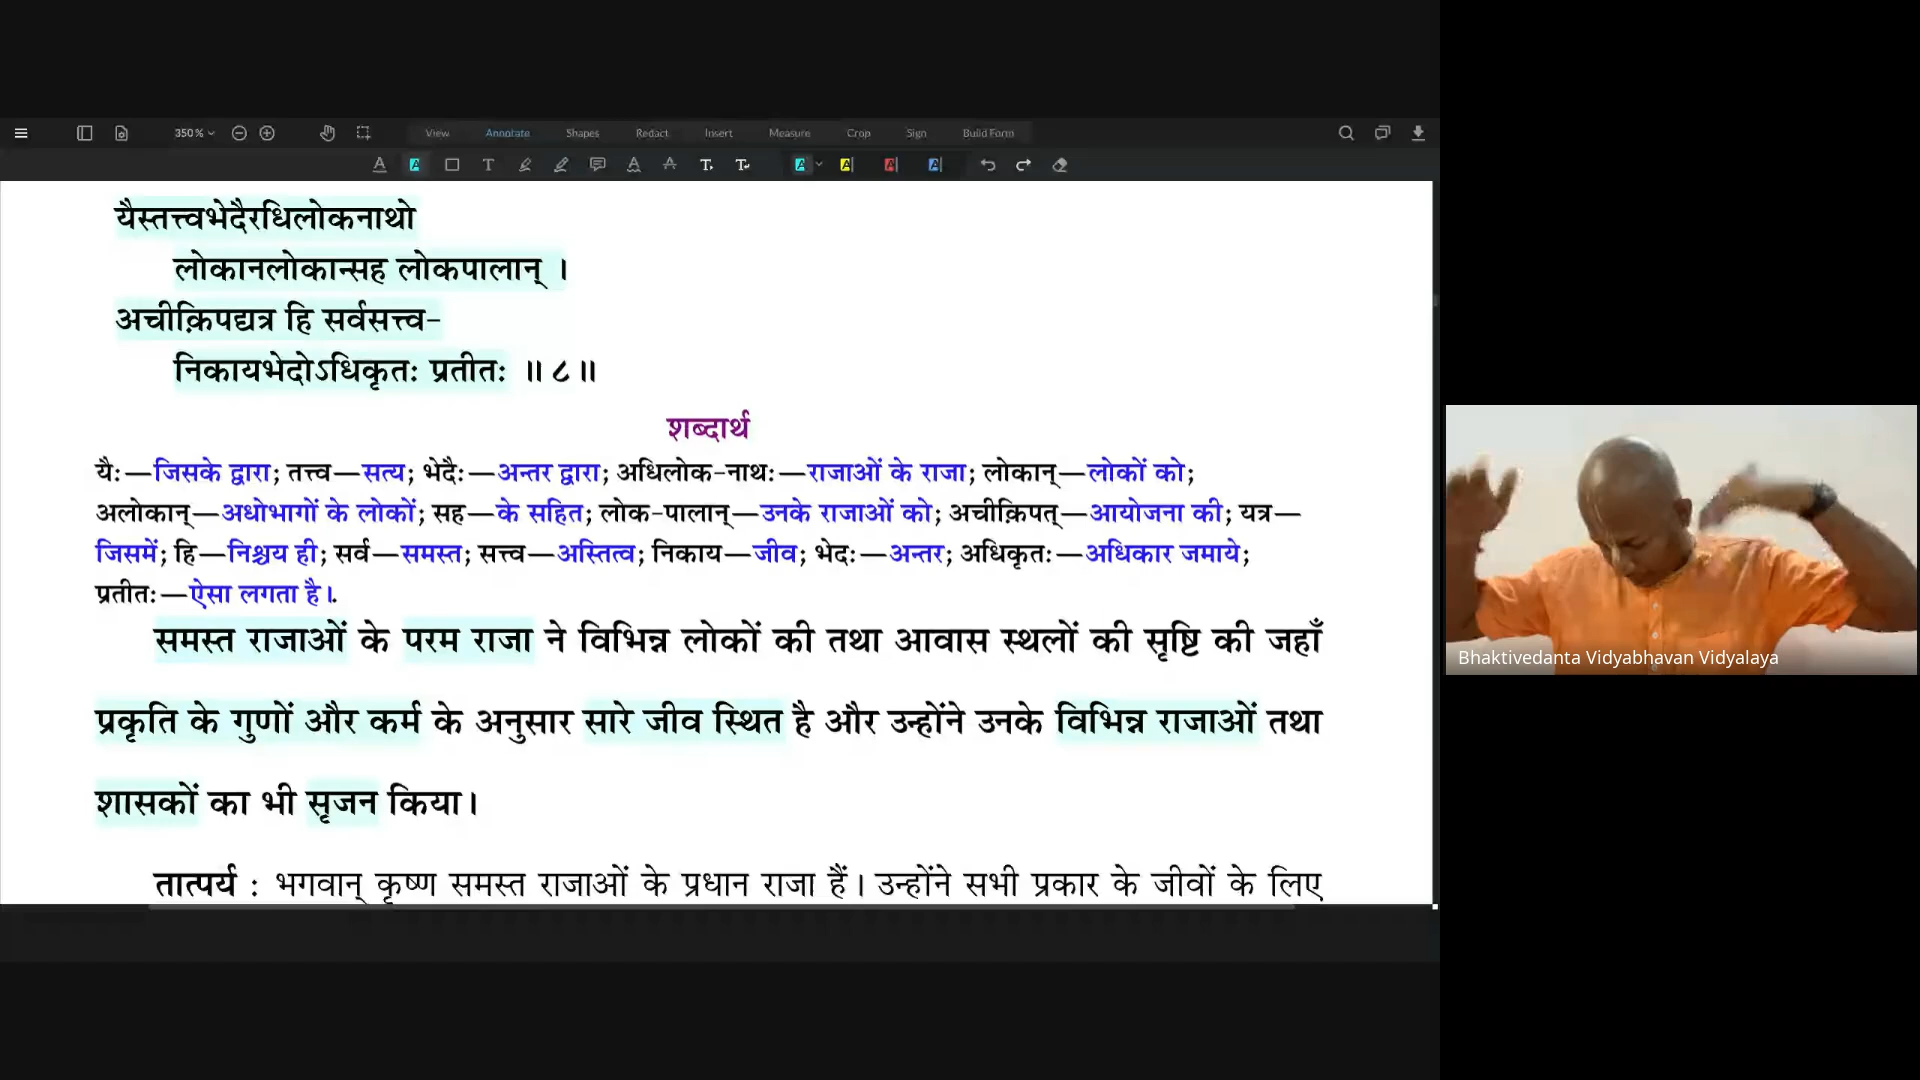 350%
View
Annotate
Shapes
Redact
Insert
Measure
Crop
Sign
Build Form
यैस्तत्त्वभेदैरधिलोकनाथो
लोकानलोकान्सह लोकपालान् ।
अचीक़िपद्यत्र हि सर्वसत्त्व-
निकायभेदोऽधिकृतः प्रतीतः ॥ ८ ॥
शब्दार्थ
यैः—जिसके द्वारा; तत्त्व—सत्य; भेदैः—अन्तर द्वारा; अधिलोक-नाथः—राजाओं के राजा; लोकान्—लोकों को;
अलोकान्—अधोभागों के लोकों; सह—के सहित; लोक-पालान्—उनके राजाओं को; अचीक़िपत्—आयोजना की; यत्र—
जिसमें; हि—निश्चय ही; सर्व—समस्त; सत्त्व—अस्तित्व; निकाय—जीव; भेदः—अन्तर; अधिकृतः—अधिकार जमाये;
प्रतीतः—ऐसा लगता है।.
समस्त राजाओं के परम राजा ने विभिन्न लोकों की तथा आवास स्थलों की सृष्टि की जहाँ
प्रकृति के गुणों और कर्म के अनुसार सारे जीव स्थित है और उन्होंने उनके विभिन्न राजाओं तथा
शासकों का भी सृजन किया।
तात्पर्य : भगवान् कृष्ण समस्त राजाओं के प्रधान राजा हैं। उन्होंने सभी प्रकार के जीवों के लिए
Bhaktivedanta Vidyabhavan Vidyalaya